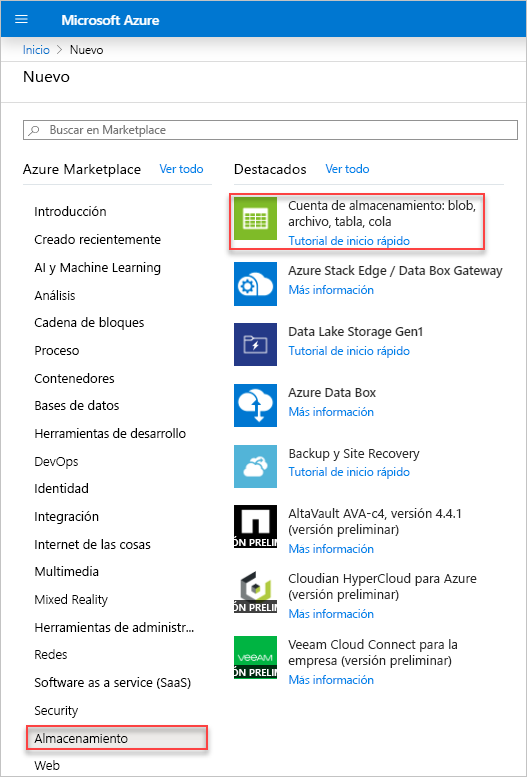 Microsoft Azure
Inicio > Nuevo
Nuevo
Buscar en Marketplace
Azure Marketplace Ver todo
Introducción
Creado recientemente
AI y Machine Learning
Análisis
Cadena de bloques
Proceso
Contenedores
Bases de datos
Herramientas de desarrollo
DevOps
Identidad
Integración
Internet de las cosas
Multimedia
Mixed Reality
Herramientas de administr...
Redes
Software as a service (SaaS)
Security
Almacenamiento
Web
Destacados Ver todo
Cuenta de almacenamiento: blob,
archivo, tabla, cola
Tutorial de inicio rápido
Azure Stack Edge / Data Box Gateway
Más información
Data Lake Storage Gen1
Tutorial de inicio rápido
Azure Data Box
Más información
Backup y Site Recovery
Tutorial de inicio rápido
ÓN PRELIM
AltaVault AVA-c4, versión 4.4.1
(versión preliminar)
Mas información
ÓN PRELIM
Cloudian HyperCloud para Azure
(versión preliminar)
Más información
veeam
ÓN PRELIM
Veeam Cloud Connect para la
empresa (versión preliminar)
Más información